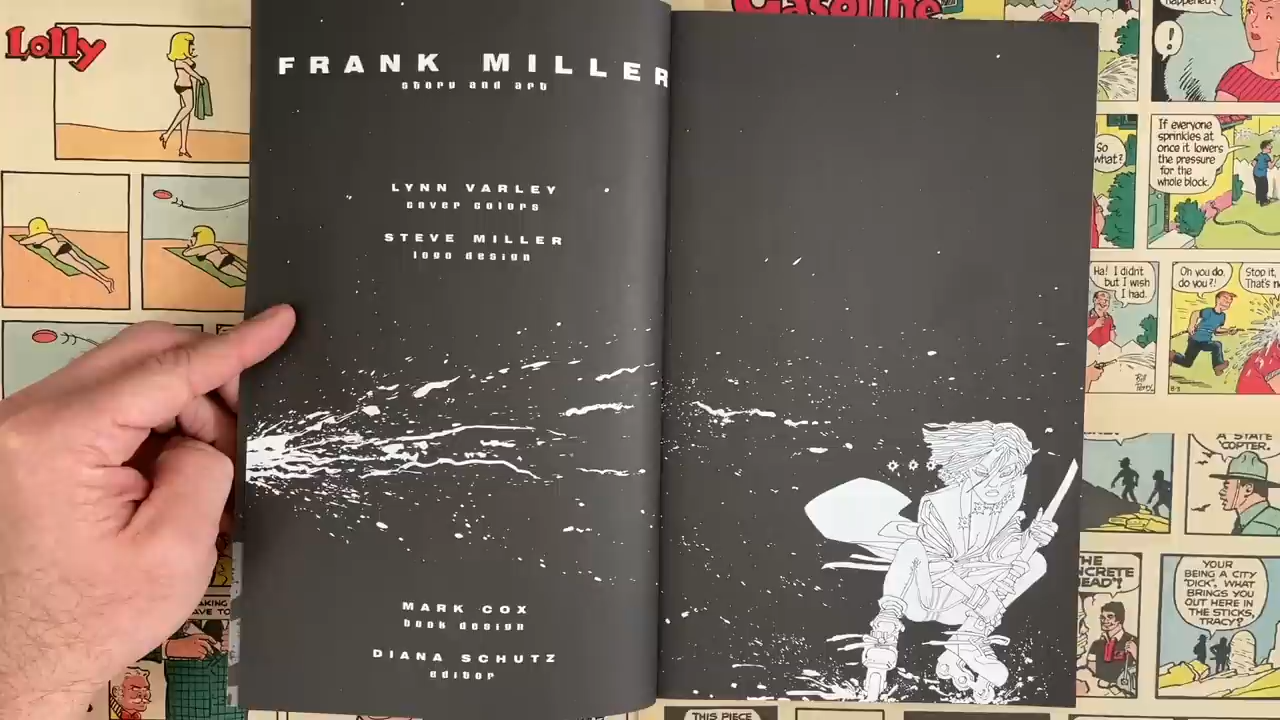 Lolly
Gasoline
happened?
!
FRANK MILLER
story and art
LYNN VARLEY
cover colors
STEVE MILLER
logo design
MARK COX
book design
DIANA SCHUTZ
editor
So
what?
If everyone
sprinkles at
once it lowers
the pressure
for the
whole block.
Ha! I didn't
but I wish
I had.
Oh you do,
do you?!
Stop it.
That's
A STATE
'COPTER.
THE
YOUR
BEING A CITY
"DICK", WHAT
BRINGS YOU
OUT HERE IN
THE STICKS,
TRACY?
THIS PIECE